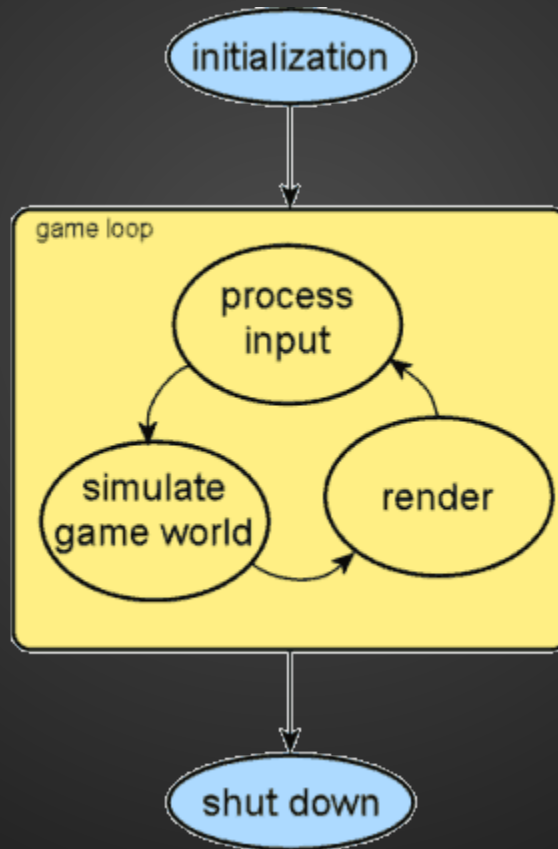 initialization
game loop
process
input
simulate
game world
render
shut down